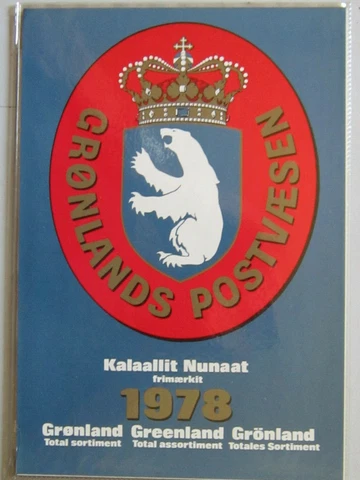 GRØNLANDS POSTVÆSEN
Kalaallit Nunaat
frimærkit
1978
Grønland Greenland Grönland
Total sortiment Total assortiment Totales Sortiment